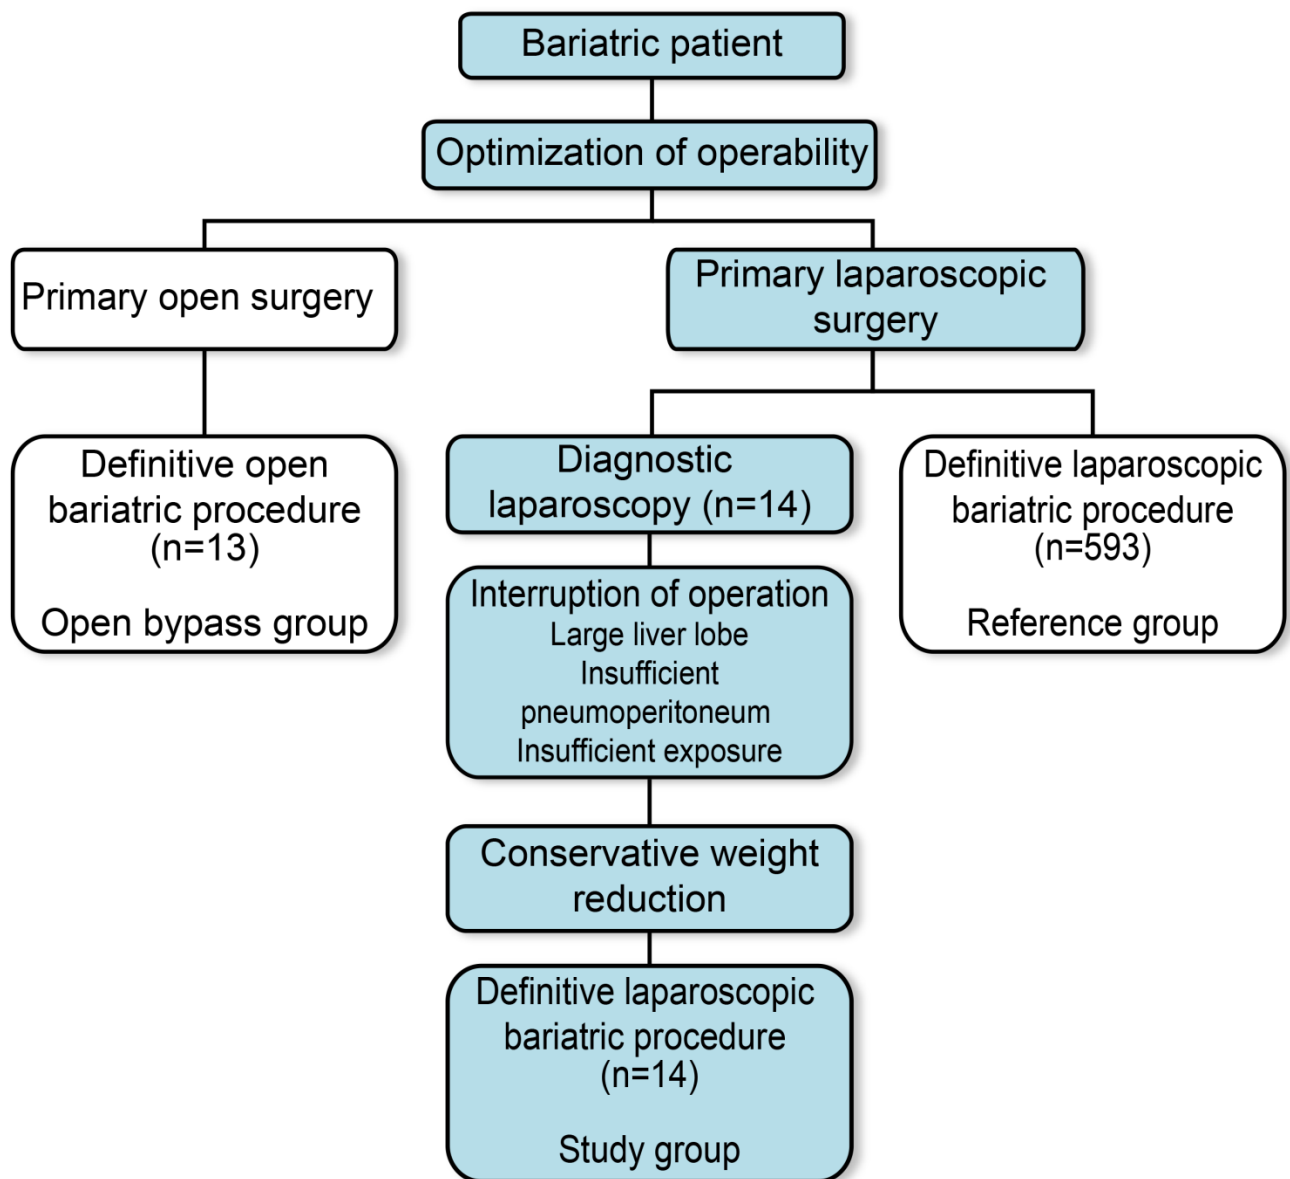 Bariatric patient
Optimization of operability
Primary open surgery
Primary laparoscopic
surgery
Definitive open
bariatric procedure
(n=13)
Open bypass group
Diagnostic
laparoscopy (n=14)
Definitive laparoscopic
bariatric procedure
(n=593)
Reference group
Interruption of operation
Large liver lobe
Insufficient
pneumoperitoneum
Insufficient exposure
Conservative weight
reduction
Definitive laparoscopic
bariatric procedure
(n=14)
Study group